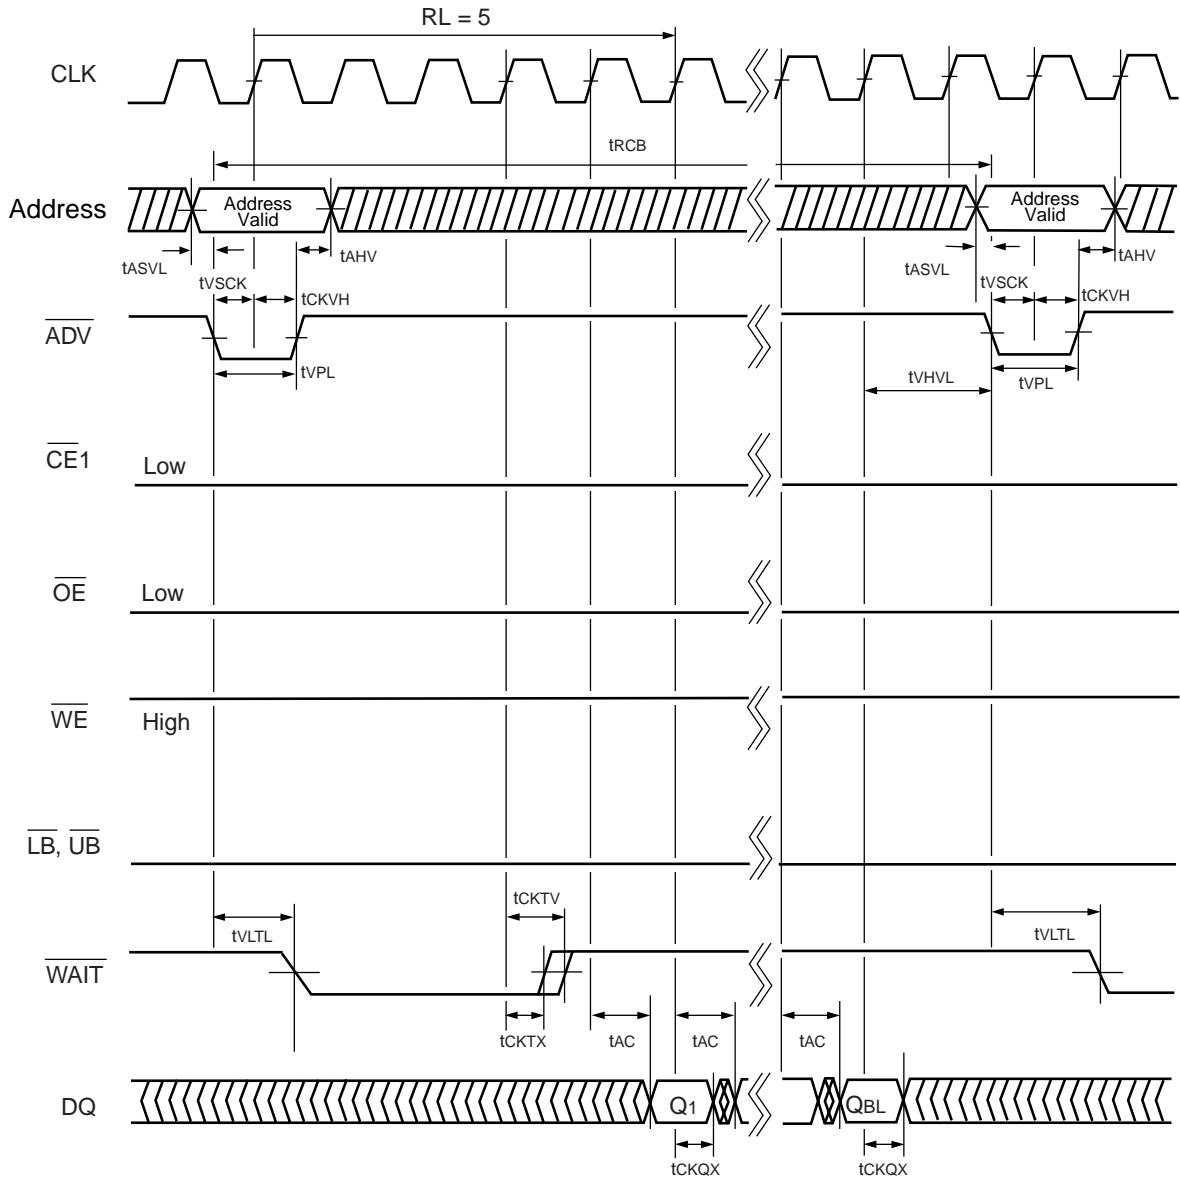 RL = 5
CLK
tRCB
Address
Address Valid
Address Valid
tASVL
tAHV
tASVL
tAHV
tVSCK
tCKVH
tVSCK
tCKVH
ADV
tVPL
tVHVL
tVPL
CE1
Low
OE
Low
WE
High
LB, UB
tCKTV
tVLTL
tVLTL
WAIT
tCKTX
tAC
tAC
tAC
DQ
Q1
QBL
tCKQX
tCKQX